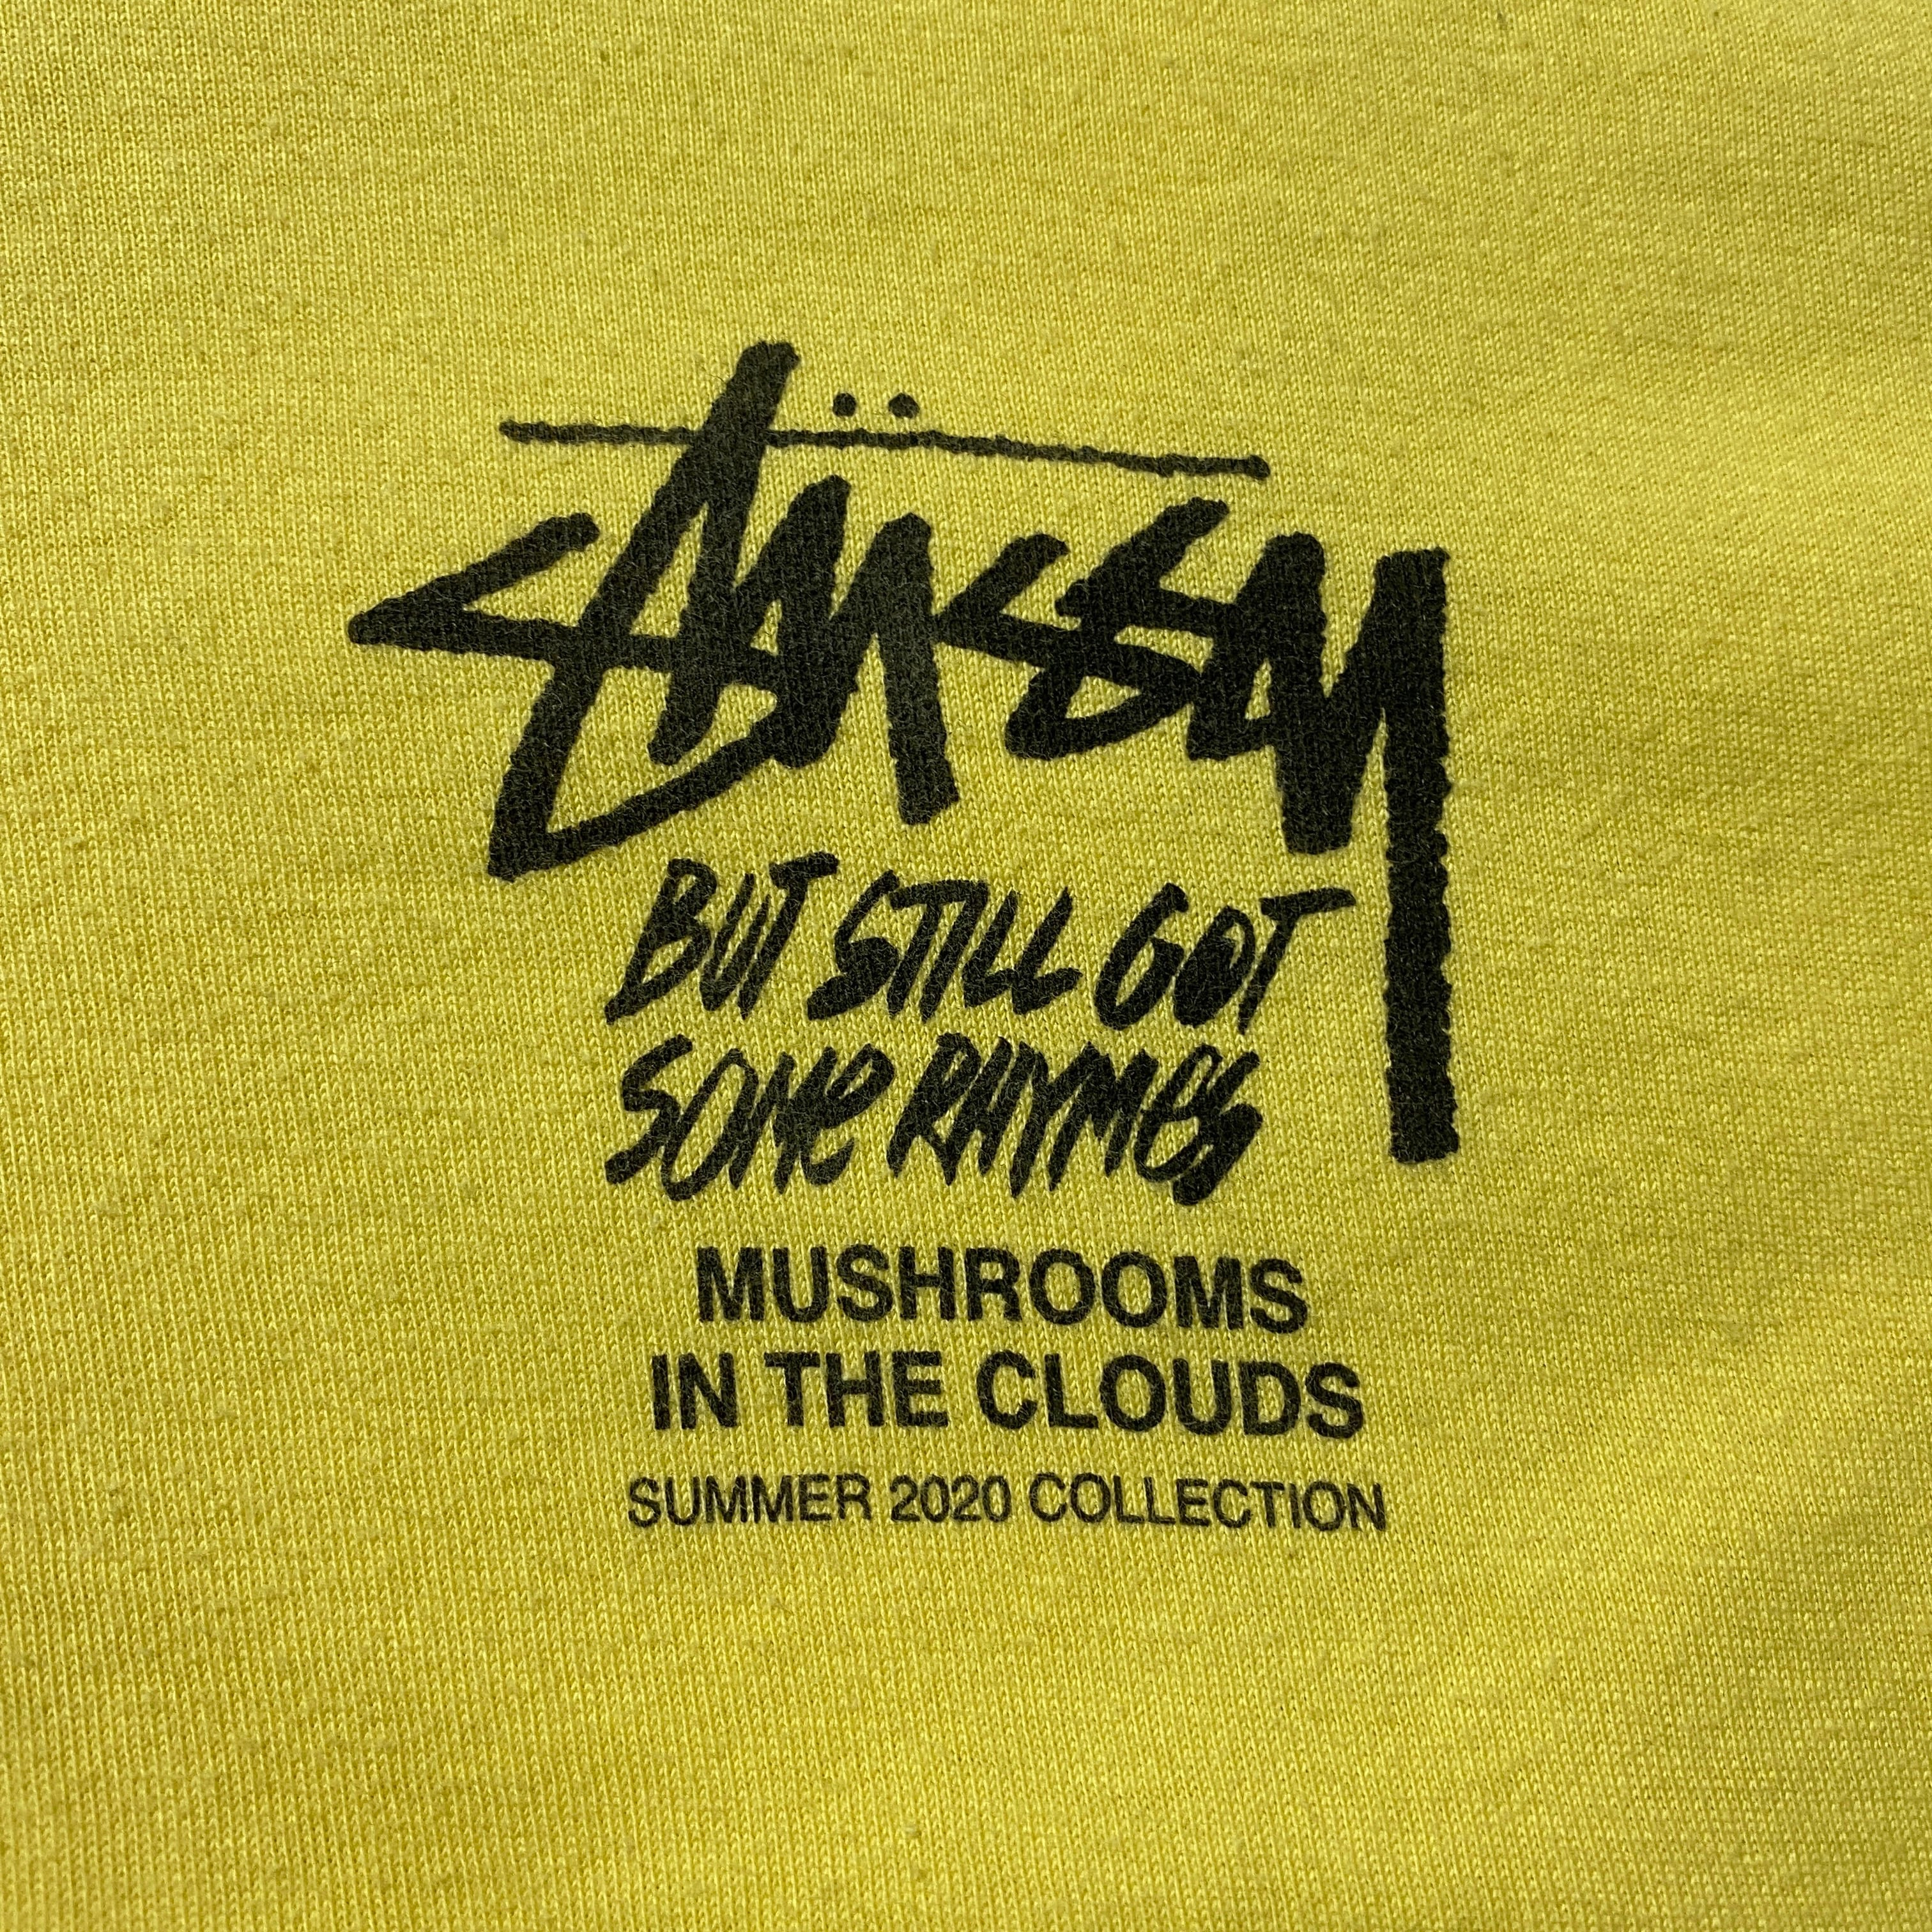 STÜSSY
BUT STILL GOT
SOME RHYMES
MUSHROOMS
IN THE CLOUDS
SUMMER 2020 COLLECTION